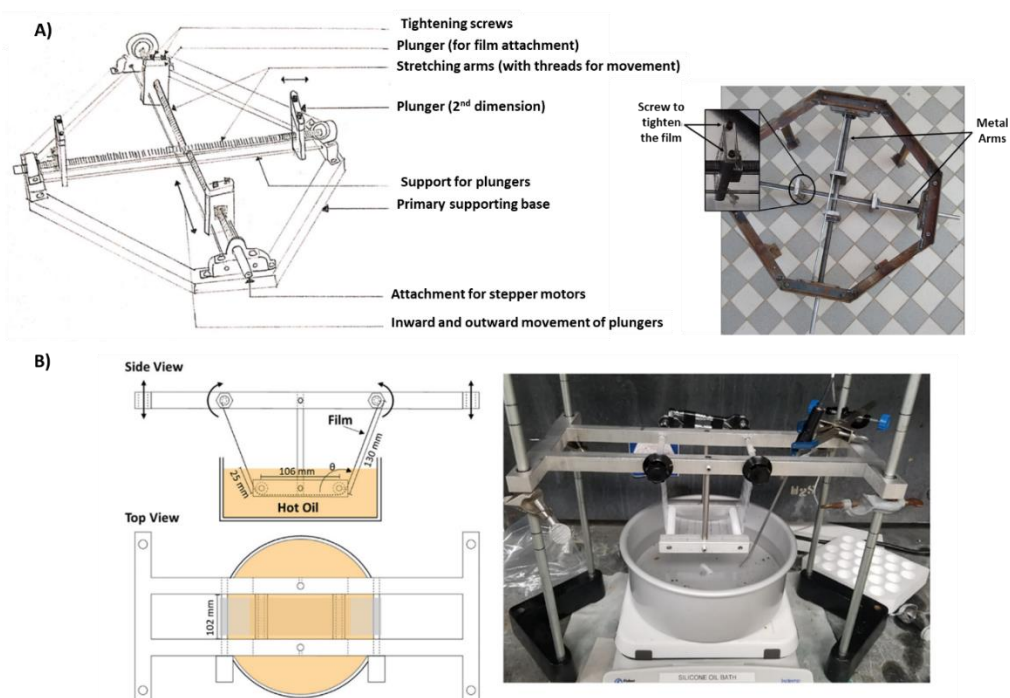 A)
Tightening screws
Plunger (for film attachment)
Stretching arms (with threads for movement)
Plunger (2nd dimension)
Support for plungers
Primary supporting base
Attachment for stepper motors
Inward and outward movement of plungers
Screw to
tighten
the film
Metal
Arms
B)
Side View
Film
130 mm
25 mm
106 mm
θ
Hot Oil
Top View
102 mm
SILICONE OIL BATH